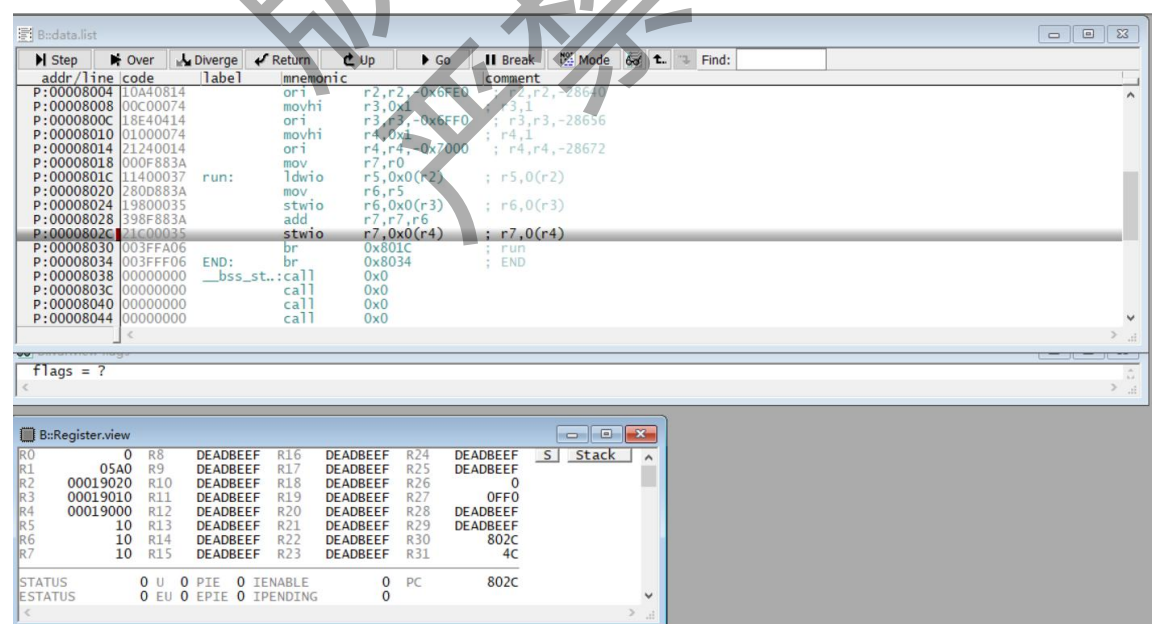 严禁
B::data.list
Step Over Diverge Return Up Go Break Mode t.. Find:
addr/line code label mnemonic comment
P:00008004 10A40814 ori r2,r2,-0x6FE0 ; r2,r2,-28640
P:00008008 00C00074 movhi r3,0x1 ; r3,1
P:0000800C 18E40414 ori r3,r3,-0x6FF0 ; r3,r3,-28656
P:00008010 01000074 movhi r4,0x1 ; r4,1
P:00008014 21240014 ori r4,r4,-0x7000 ; r4,r4,-28672
P:00008018 000F883A mov r7,r0
P:0000801C 11400037 run: ldwio r5,0x0(r2) ; r5,0(r2)
P:00008020 280D883A mov r6,r5
P:00008024 19800035 stwio r6,0x0(r3) ; r6,0(r3)
P:00008028 398F883A add r7,r7,r6
P:0000802C 21C00035 stwio r7,0x0(r4) ; r7,0(r4)
P:00008030 003FFA06 br 0x801C ; run
P:00008034 003FFF06 END: br 0x8034 ; END
P:00008038 00000000 __bss_st..:call 0x0
P:0000803C 00000000 call 0x0
P:00008040 00000000 call 0x0
P:00008044 00000000 call 0x0
flags = ?
B::Register.view
R0 0 R8 DEADBEEF R16 DEADBEEF R24 DEADBEEF S Stack
R1 05A0 R9 DEADBEEF R17 DEADBEEF R25 DEADBEEF
R2 00019020 R10 DEADBEEF R18 DEADBEEF R26 0
R3 00019010 R11 DEADBEEF R19 DEADBEEF R27 0FF0
R4 00019000 R12 DEADBEEF R20 DEADBEEF R28 DEADBEEF
R5 10 R13 DEADBEEF R21 DEADBEEF R29 DEADBEEF
R6 10 R14 DEADBEEF R22 DEADBEEF R30 802C
R7 10 R15 DEADBEEF R23 DEADBEEF R31 4C
STATUS 0 U 0 PIE 0 IENABLE 0 PC 802C
ESTATUS 0 EU 0 EPIE 0 IPENDING 0